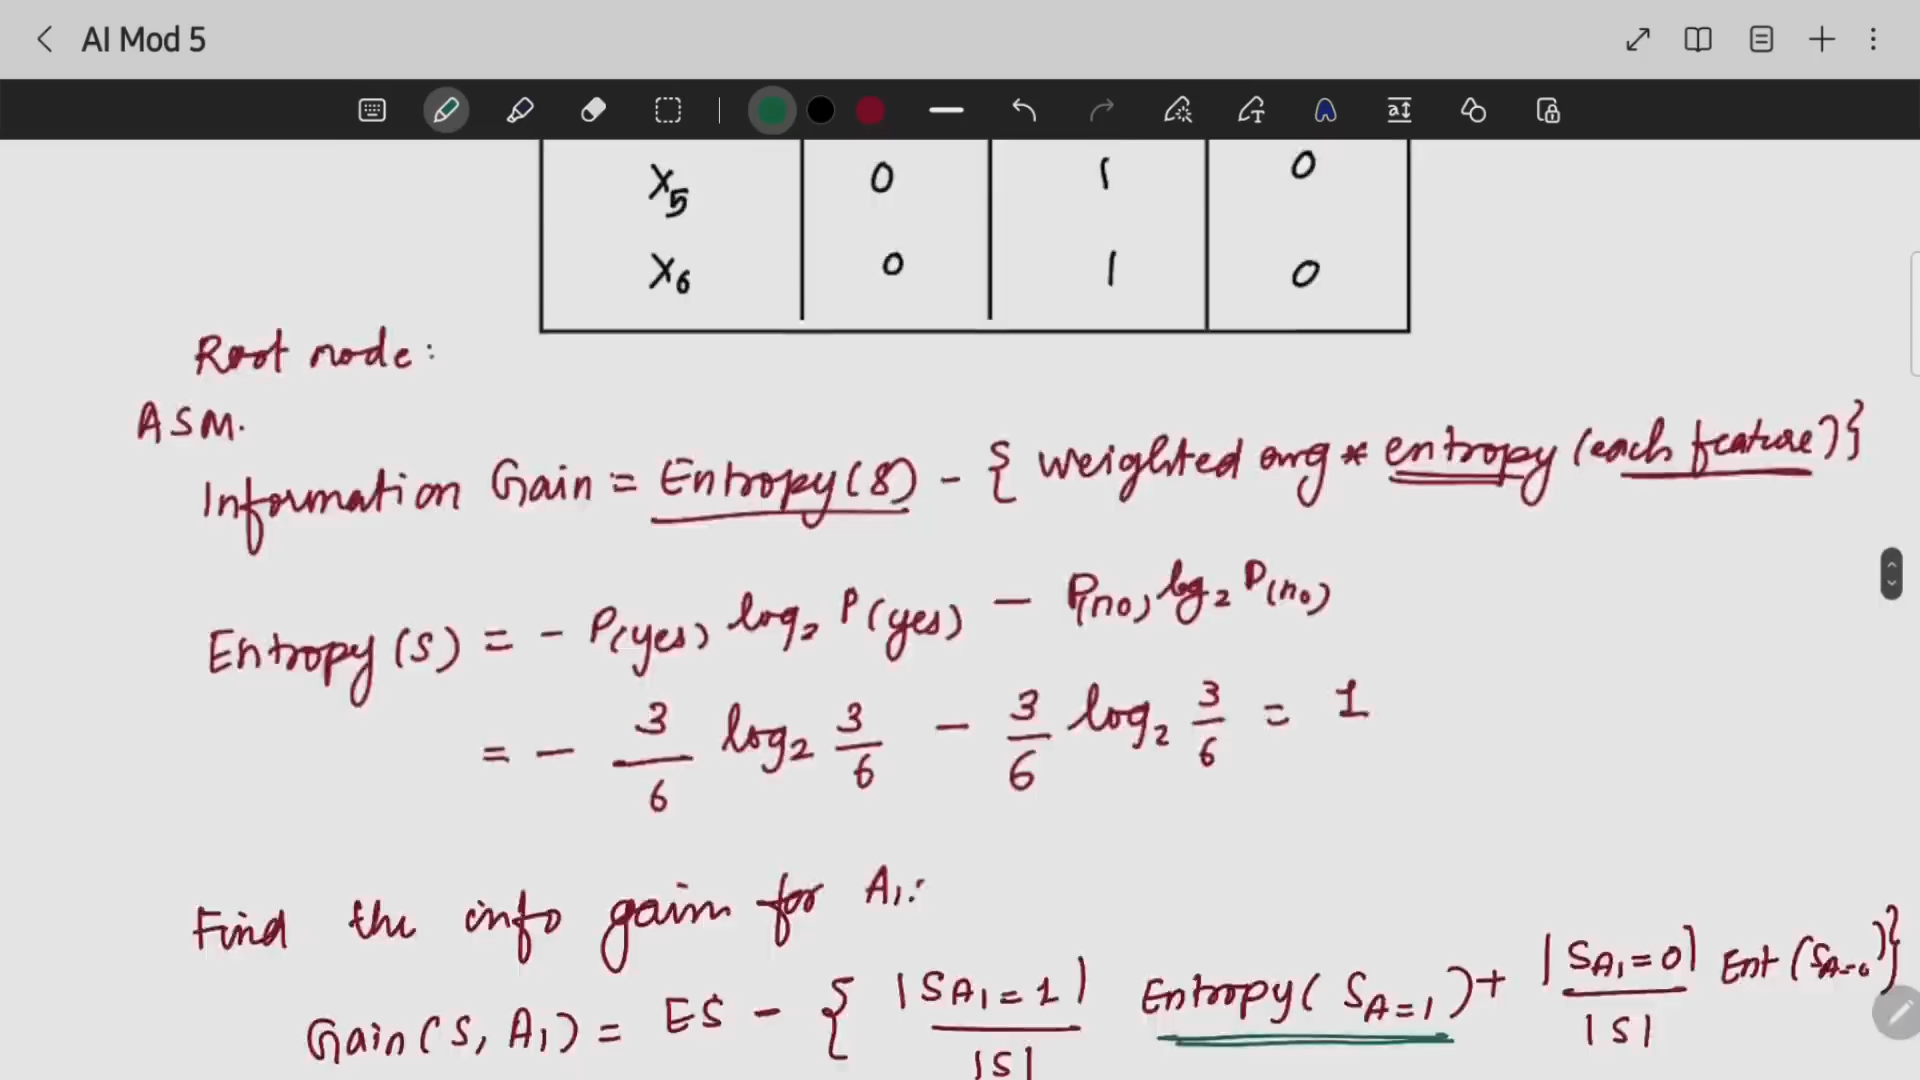 AI Mod 5
X5 0 1 0
X6 0 1 0
Root node:
ASM.
Information Gain = Entropy(S) - { weighted avg * entropy (each feature)}
Entropy (S) = - P(yes) log2 P(yes) - P(no) log2 P(no)
= - 3/6 log2 3/6 - 3/6 log2 3/6 = 1
Find the info gain for A1:
Gain(S, A1) = ES - { |SA1=1| / |S| Entropy( SA=1 ) + |SA1=0| / |S| Ent (SA=0)}